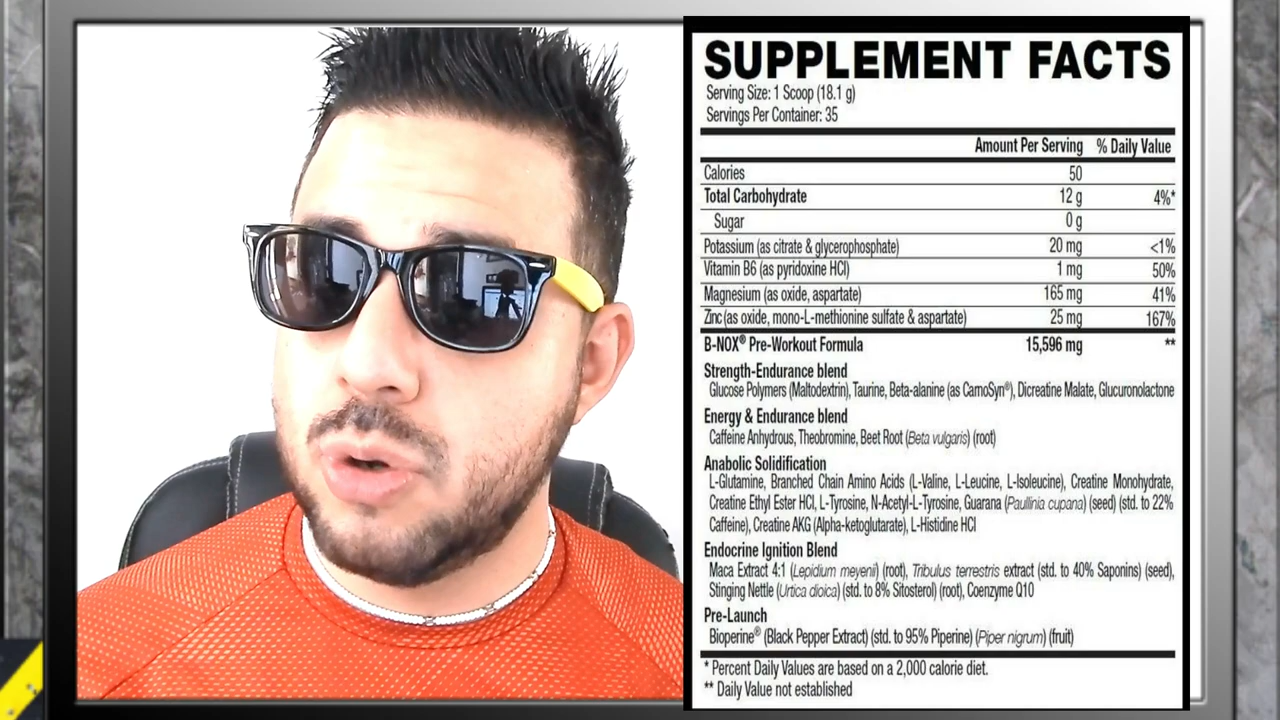 SUPPLEMENT FACTS
Serving Size: 1 Scoop (18.1 g)
Servings Per Container: 35
Amount Per Serving % Daily Value
Calories 50
Total Carbohydrate 12 g 4%*
Sugar 0 g
Potassium (as citrate & glycerophosphate) 20 mg <1%
Vitamin B6 (as pyridoxine HCl) 1 mg 50%
Magnesium (as oxide, aspartate) 165 mg 41%
Zinc (as oxide, mono-L-methionine sulfate & aspartate) 25 mg 167%
B-NOX® Pre-Workout Formula 15,596 mg **
Strength-Endurance blend
Glucose Polymers (Maltodextrin), Taurine, Beta-alanine (as CarnoSyn®), Dicreatine Malate, Glucuronolactone
Energy & Endurance blend
Caffeine Anhydrous, Theobromine, Beet Root (Beta vulgaris) (root)
Anabolic Solidification
L-Glutamine, Branched Chain Amino Acids (L-Valine, L-Leucine, L-Isoleucine), Creatine Monohydrate,
Creatine Ethyl Ester HCl, L-Tyrosine, N-Acetyl-L-Tyrosine, Guarana (Paullinia cupana) (seed) (std. to 22%
Caffeine), Creatine AKG (Alpha-ketoglutarate), L-Histidine HCl
Endocrine Ignition Blend
Maca Extract 4:1 (Lepidium meyenii) (root), Tribulus terrestris extract (std. to 40% Saponins) (seed),
Stinging Nettle (Urtica dioica) (std. to 8% Sitosterol) (root), Coenzyme Q10
Pre-Launch
Bioperine® (Black Pepper Extract) (std. to 95% Piperine) (Piper nigrum) (fruit)
* Percent Daily Values are based on a 2,000 calorie diet.
** Daily Value not established